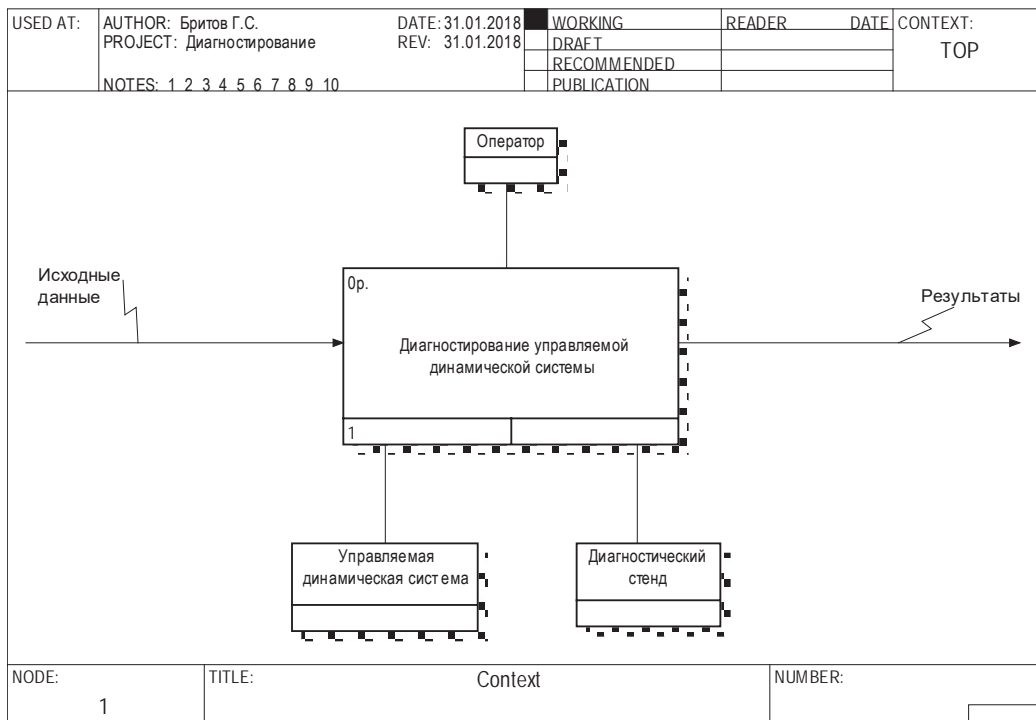 USED AT:
AUTHOR: Бритов Г.С.
DATE: 31.01.2018
WORKING
READER
DATE
CONTEXT:
PROJECT: Диагностирование
REV: 31.01.2018
DRAFT
TOP
RECOMMENDED
NOTES: 1 2 3 4 5 6 7 8 9 10
PUBLICATION
Оператор
Исходные
данные
0р.
Результаты
Диагностирование управляемой
динамической системы
1
Управляемая
динамическая система
Диагностический
стенд
NODE:
TITLE:
Context
NUMBER:
1